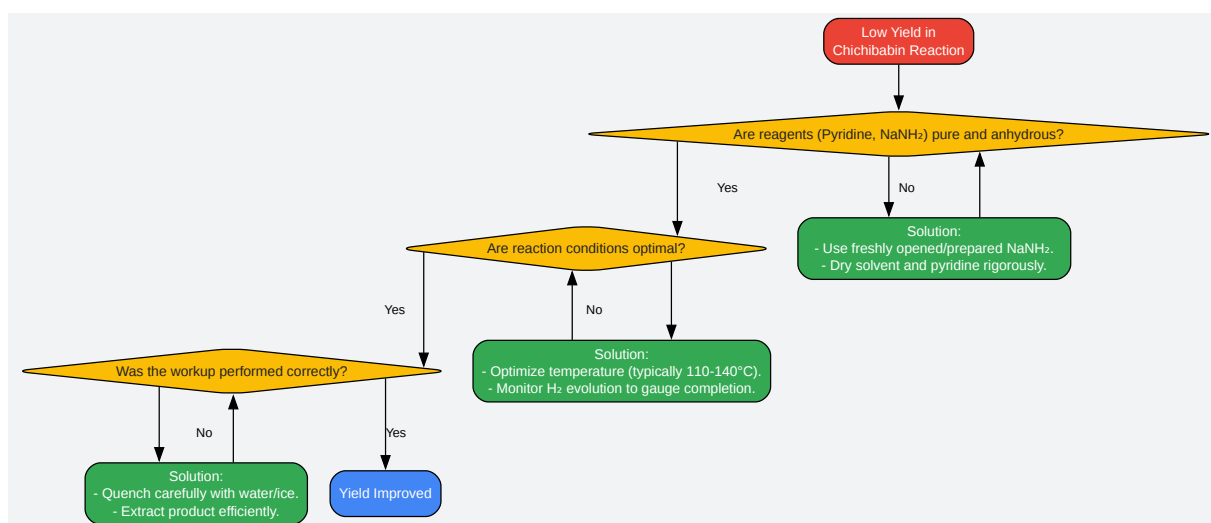 Low Yield in
Chichibabin Reaction
Are reagents (Pyridine, NaNH₂) pure and anhydrous?
Yes
No
Solution:
- Use freshly opened/prepared NaNH₂.
- Dry solvent and pyridine rigorously.
Are reaction conditions optimal?
Yes
No
Solution:
- Optimize temperature (typically 110-140°C).
- Monitor H₂ evolution to gauge completion.
Was the workup performed correctly?
No
Yes
Solution:
- Quench carefully with water/ice.
- Extract product efficiently.
Yield Improved